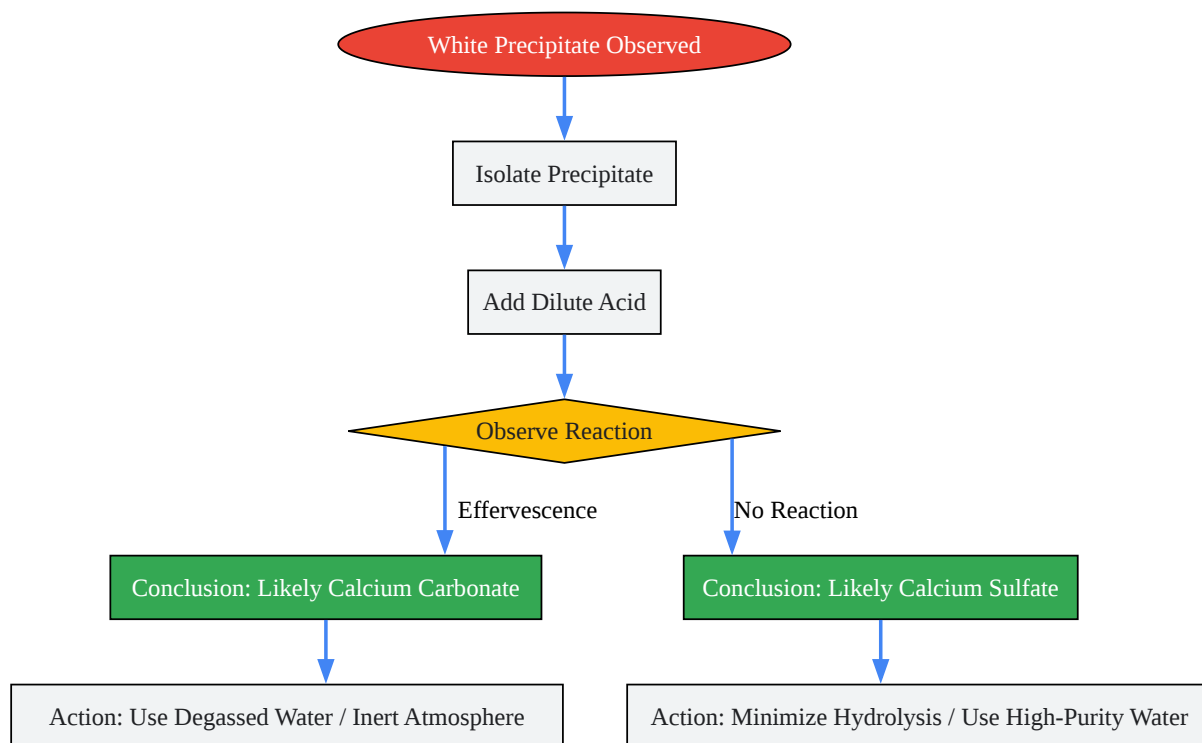 White Precipitate Observed
Isolate Precipitate
Add Dilute Acid
Observe Reaction
Effervescence
No Reaction
Conclusion: Likely Calcium Carbonate
Conclusion: Likely Calcium Sulfate
Action: Use Degassed Water / Inert Atmosphere
Action: Minimize Hydrolysis / Use High-Purity Water